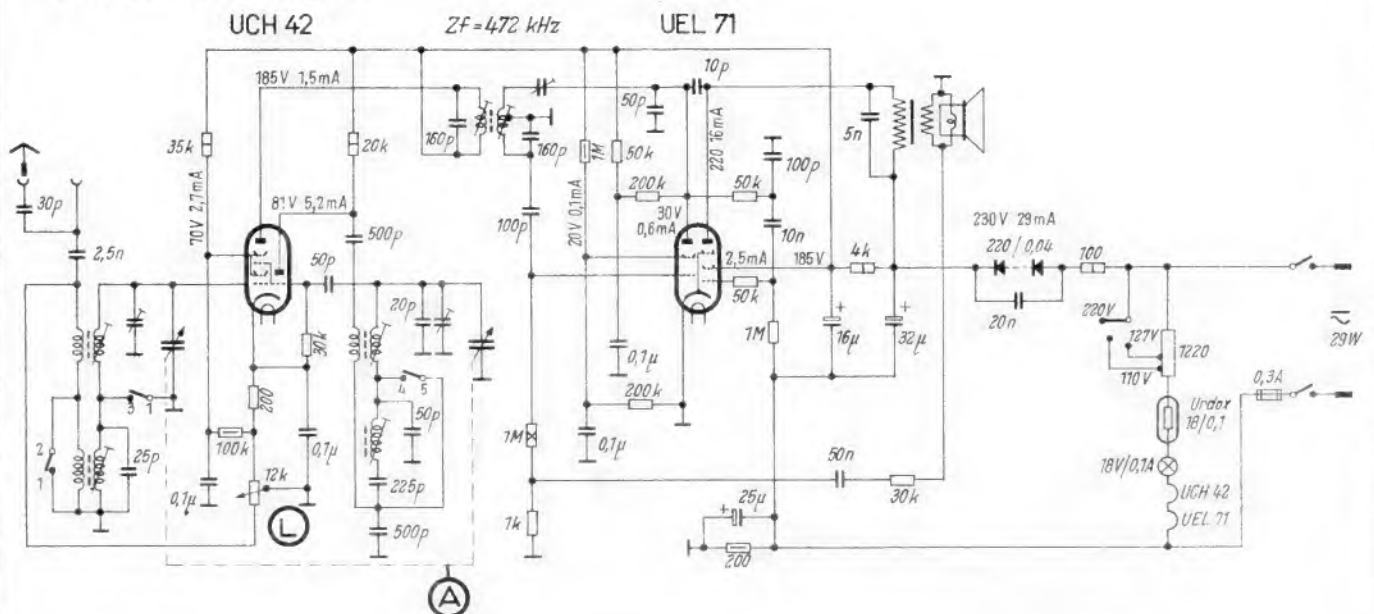 UCH 42
Zf = 472 kHz
UEL 71
185V 1,5mA
10p
160p
160p
50p
5n
35k
20k
1M
50k
220 16mA
100p
30p
70V 2,7mA
81V 5,2mA
200k
50k
2,5n
500p
100p
20V 0,1mA
30V
0,6mA
10n
230V 29mA
220/0,04
100
50p
2,5mA
185V
4k
20p
50k
20n
220V
30k
1M
16µ
32µ
127V
1220
29W
110V
0,1µ
0,3A
3 1
200
4 5
200k
Urdox
18/0,1
2
1
25p
100k
0,1µ
50p
1M
0,1µ
50n
18V/0,1A
12k
225p
30k
UCH 42
0,1µ
L
1k
25µ
UEL 71
500p
200
A
+
+
+